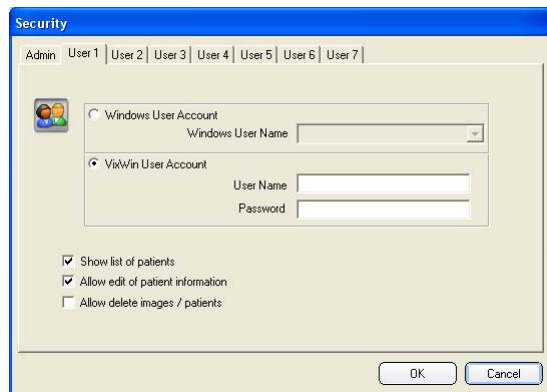 Security
Admin User 1 User 2 User 3 User 4 User 5 User 6 User 7
Windows User Account
Windows User Name
VixWin User Account
User Name
Password
Show list of patients
Allow edit of patient information
Allow delete images / patients
OK Cancel